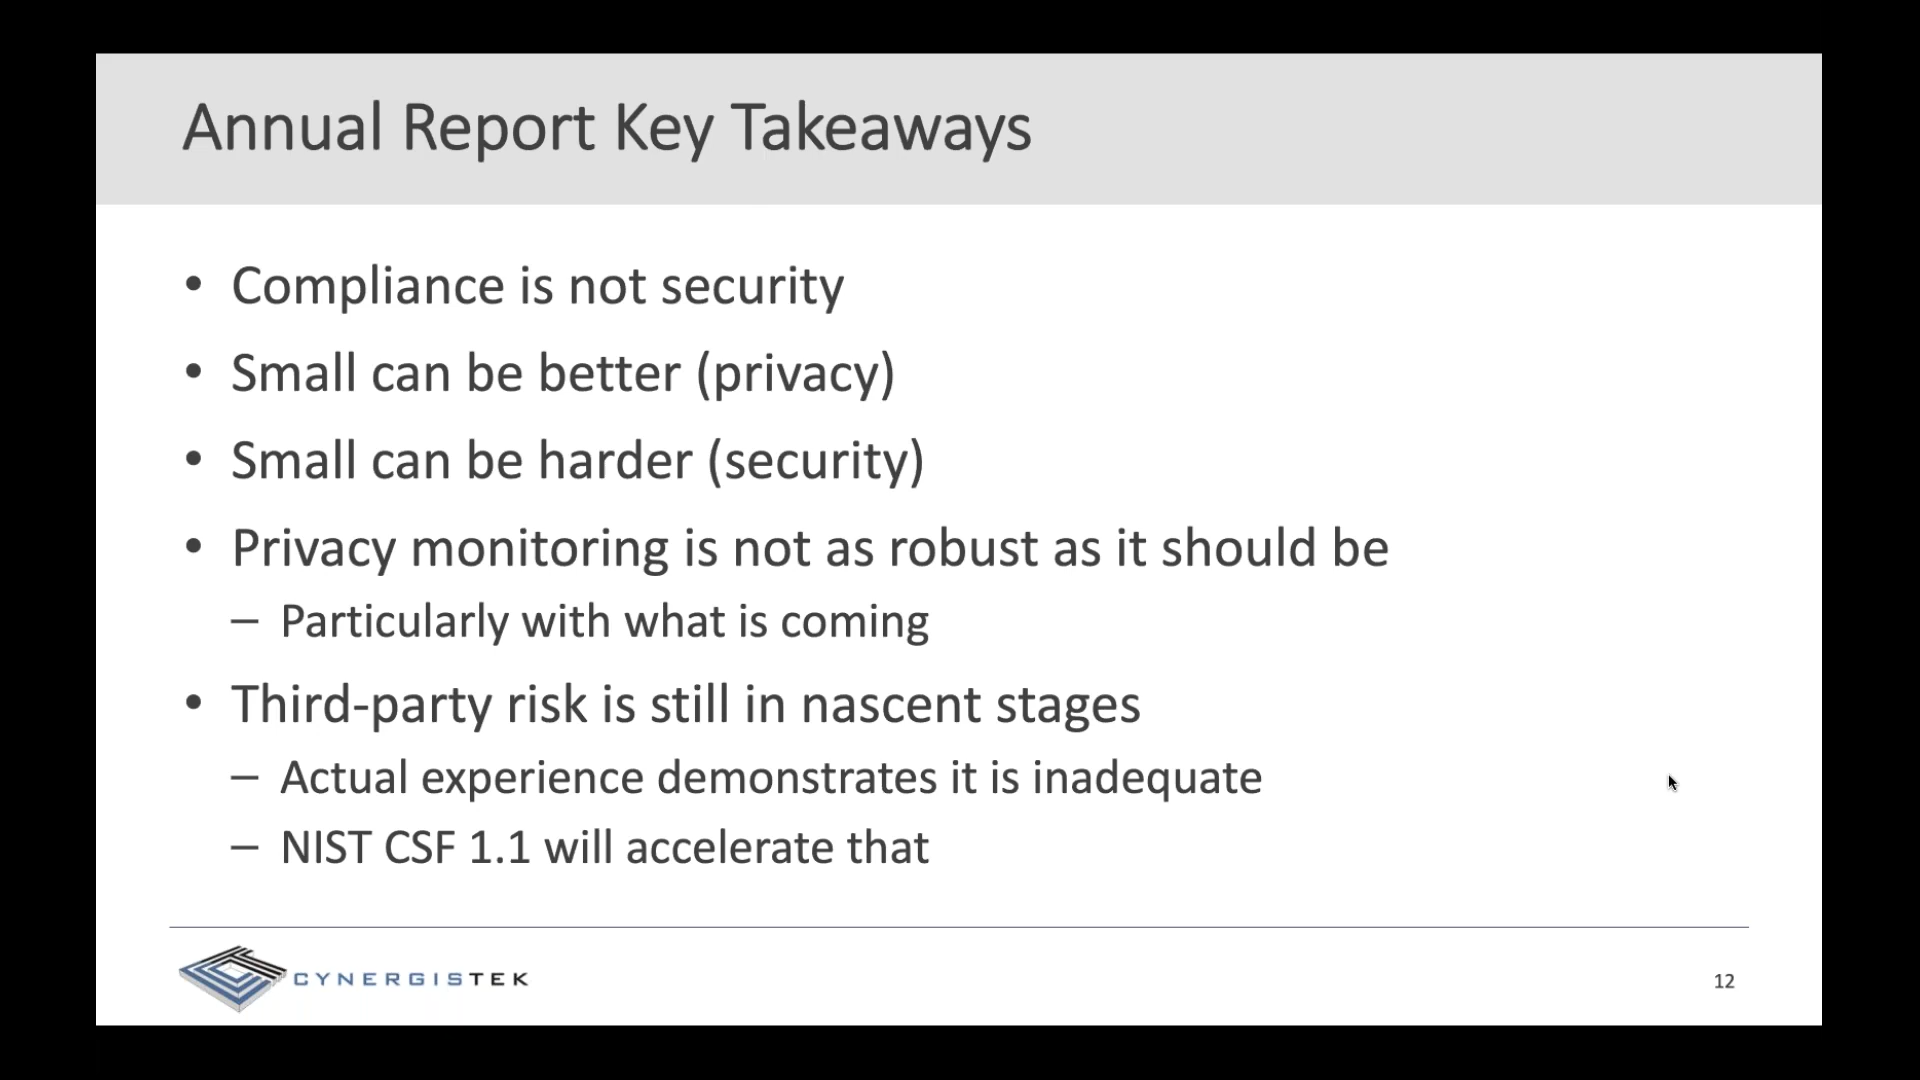 Annual Report Key Takeaways
• Compliance is not security
• Small can be better (privacy)
• Small can be harder (security)
• Privacy monitoring is not as robust as it should be
– Particularly with what is coming
• Third-party risk is still in nascent stages
– Actual experience demonstrates it is inadequate
– NIST CSF 1.1 will accelerate that
CYNERGISTEK
12